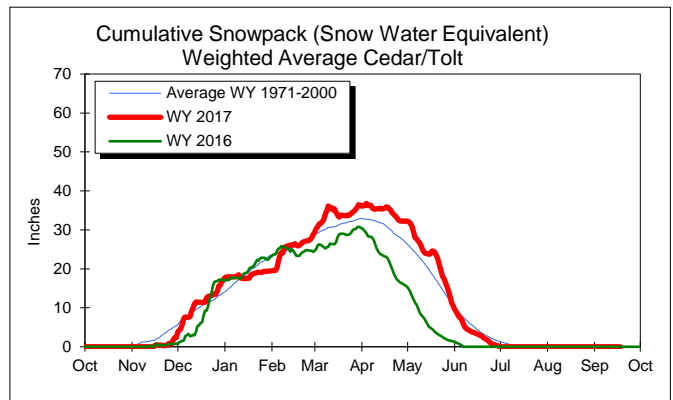 Cumulative Snowpack (Snow Water Equivalent)
Weighted Average Cedar/Tolt
70
60
50
40
30
20
10
0
Inches
Average WY 1971-2000
WY 2017
WY 2016
Oct Nov Dec Jan Feb Mar Apr May Jun Jul Aug Sep Oct